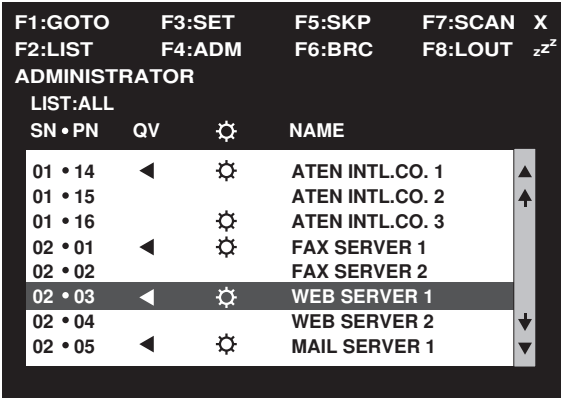 F1:GOTO F3:SET F5:SKP F7:SCAN X
F2:LIST F4:ADM F6:BRC F8:LOUT zzz
ADMINISTRATOR
LIST:ALL
SN•PN QV NAME
01•14 ATEN INTL.CO. 1
01•15 ATEN INTL.CO. 2
01•16 ATEN INTL.CO. 3
02•01 FAX SERVER 1
02•02 FAX SERVER 2
02•03 WEB SERVER 1
02•04 WEB SERVER 2
02•05 MAIL SERVER 1